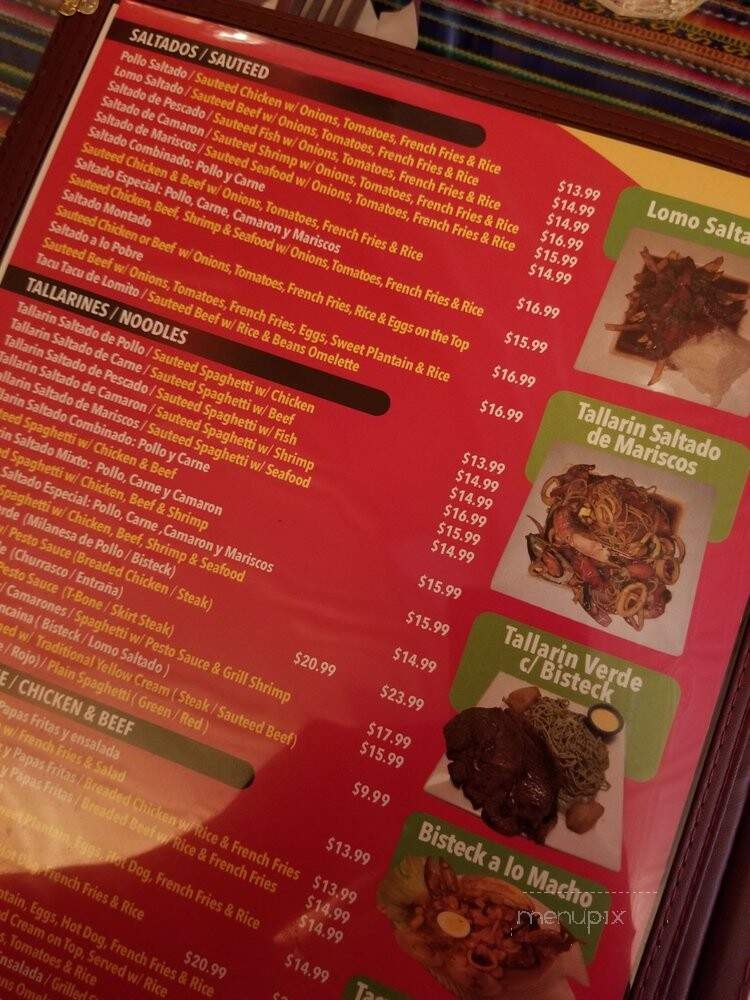 SALTADOS / SAUTEED
Pollo Saltado / Sauteed Chicken w/ Onions, Tomatoes, French Fries & Rice $13.99
Lomo Saltado / Sauteed Beef w/ Onions, Tomatoes, French Fries & Rice $14.99
Saltado de Pescado / Sauteed Fish w/ Onions, Tomatoes, French Fries & Rice $14.99
Saltado de Camaron / Sauteed Shrimp w/ Onions, Tomatoes, French Fries & Rice $16.99
Saltado de Mariscos / Sauteed Seafood w/ Onions, Tomatoes, French Fries & Rice $15.99
Saltado Combinado: Pollo y Carne $14.99
Sauteed Chicken & Beef w/ Onions, Tomatoes, French Fries & Rice
Saltado Especial: Pollo, Carne, Camaron y Mariscos $16.99
Sauteed Chicken, Beef, Shrimp & Seafood w/ Onions, Tomatoes, French Fries & Rice
Saltado Montado $15.99
Sauteed Chicken or Beef w/ Onions, Tomatoes, French Fries, Rice & Eggs on the Top
Saltado a lo Pobre $16.99
Sauteed Beef w/ Onions, Tomatoes, French Fries, Eggs, Sweet Plantain & Rice
Tacu Tacu de Lomito / Sauteed Beef w/ Rice & Beans Omelette $16.99
TALLARINES / NOODLES
Tallarin Saltado de Pollo / Sauteed Spaghetti w/ Chicken $13.99
Tallarin Saltado de Carne / Sauteed Spaghetti w/ Beef $14.99
Tallarin Saltado de Pescado / Sauteed Spaghetti w/ Fish $14.99
Tallarin Saltado de Camaron / Sauteed Spaghetti w/ Shrimp $16.99
Tallarin Saltado de Mariscos / Sauteed Spaghetti w/ Seafood $15.99
Saltado Combinado: Pollo y Carne $14.99
Spaghetti w/ Chicken & Beef
Saltado Mixto: Pollo, Carne y Camaron $15.99
Spaghetti w/ Chicken, Beef & Shrimp
Saltado Especial: Pollo, Carne ,Camaron y Mariscos $15.99
Spaghetti w/ Chicken, Beef, Shrimp & Seafood
(Milanesa de Pollo / Bisteck) $14.99
Pesto Sauce (Breaded Chicken / Steak)
(Churrasco / Entraña) $20.99 $23.99
Pesto Sauce (T-Bone / Skirt Steak)
Camarones / Spaghetti w/ Pesto Sauce & Grill Shrimp $17.99
( Bisteck / Lomo Saltado ) $15.99
w/ Traditional Yellow Cream ( Steak / Sauteed Beef)
/ Rojo) / Plain Spaghetti ( Green / Red ) $9.99
/ CHICKEN & BEEF
Papas Fritas y ensalada $13.99
w/ French Fries & Salad
y Papas Fritas / Breaded Chicken w/ Rice & French Fries $13.99
y Papas Fritas / Breaded Beef w/ Rice & French Fries $14.99
$14.99
Plantain, Eggs, Hot Dog, French Fries & Rice
$14.99
Dog, French Fries & Rice
Eggs, Hot Dog, French Fries & Rice $20.99
Cream on Top, Served w/ Rice
Tomatoes & Rice
Ensalada / Grilled
Omelette
Lomo Salta
Tallarin Saltado
de Mariscos
Tallarin Verde
c/ Bisteck
Bisteck a lo Macho
menupix